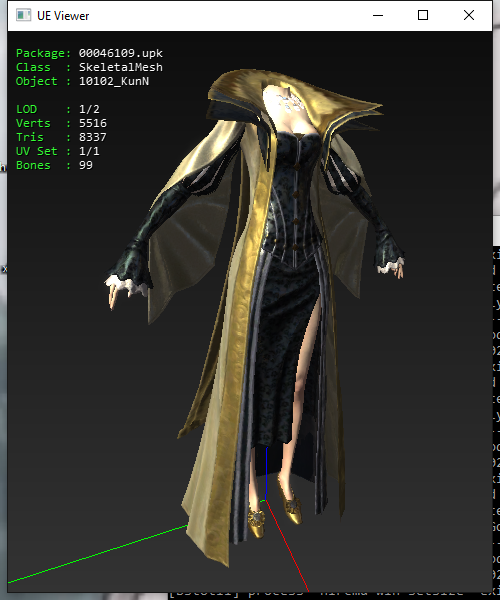 UE Viewer
Package: 00046109.upk
Class : SkeletalMesh
Object : 10102_KunN
LOD : 1/2
Verts : 5516
Tris : 8337
UV Set : 1/1
Bones : 99